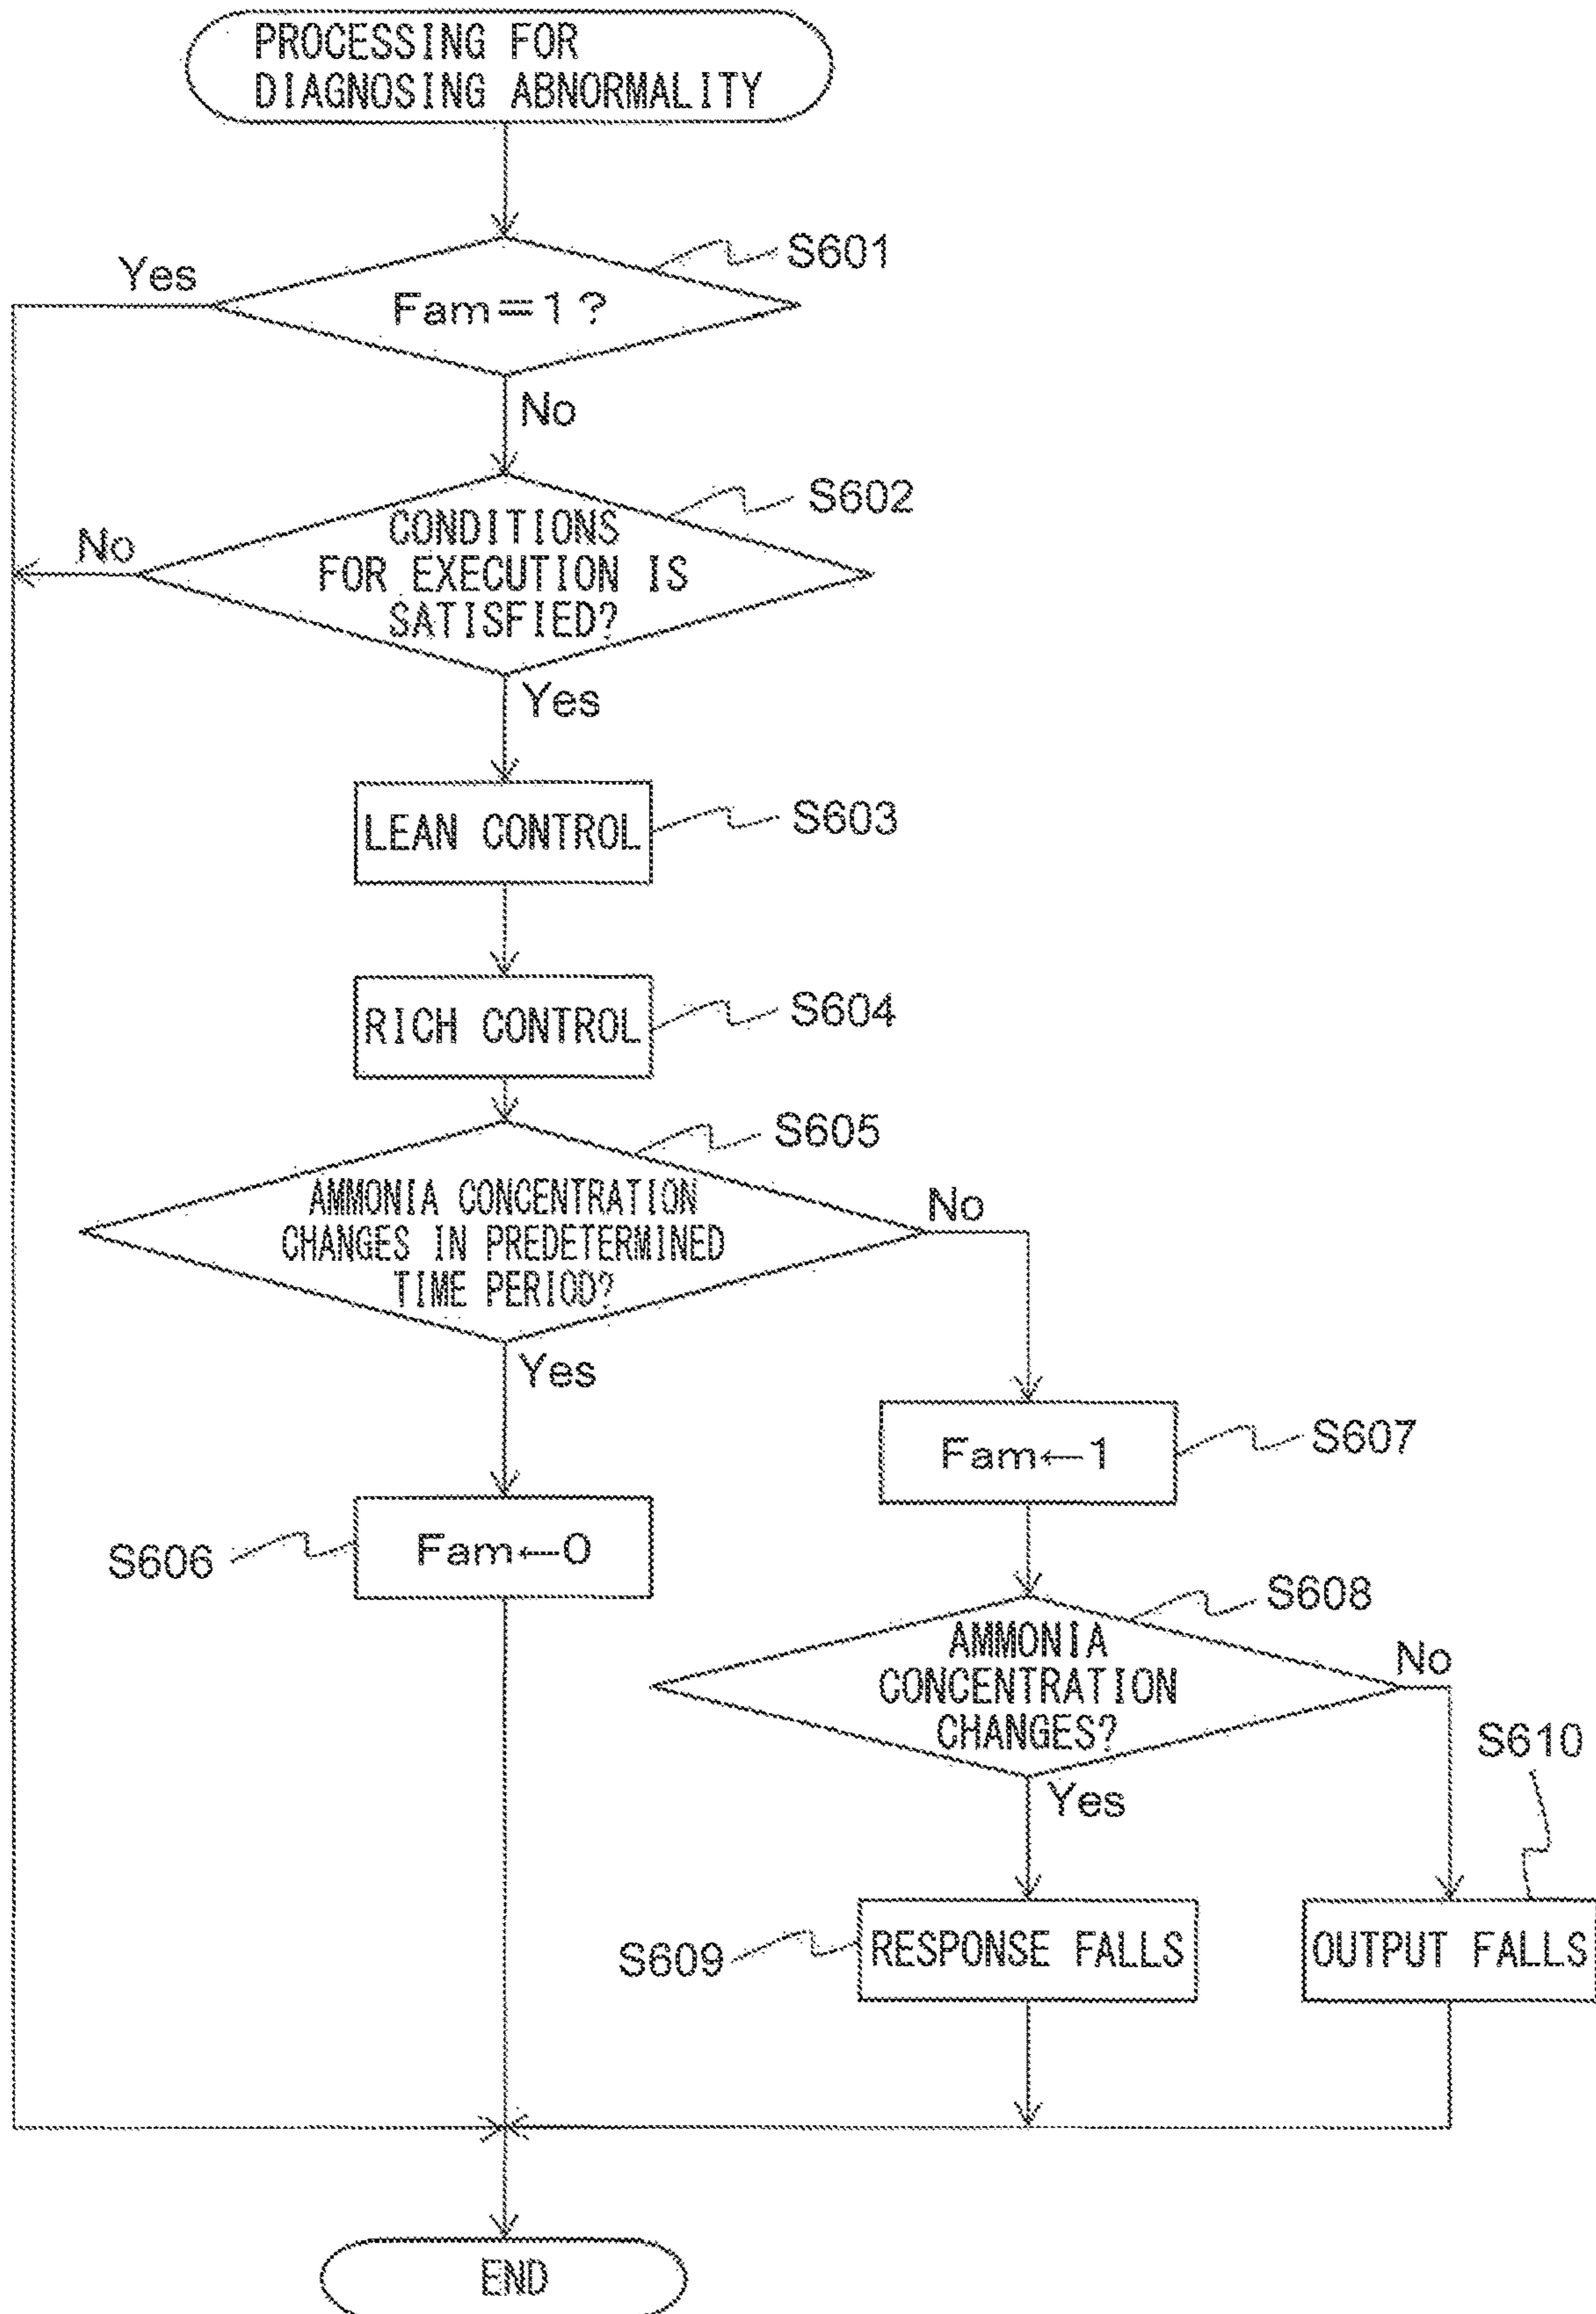 PROCESSING FOR
DIAGNOSING ABNORMALITY
S601
Yes
Fam=1?
No
S602
No
CONDITIONS
FOR EXECUTION IS
SATISFIED?
Yes
LEAN CONTROL
S603
RICH CONTROL
S604
S605
AMMONIA CONCENTRATION
CHANGES IN PREDETERMINED
TIME PERIOD?
No
Yes
Fam←1
S607
S606
Fam←0
S608
AMMONIA
CONCENTRATION
CHANGES?
No
S610
Yes
S609
RESPONSE FALLS
OUTPUT FALLS
END